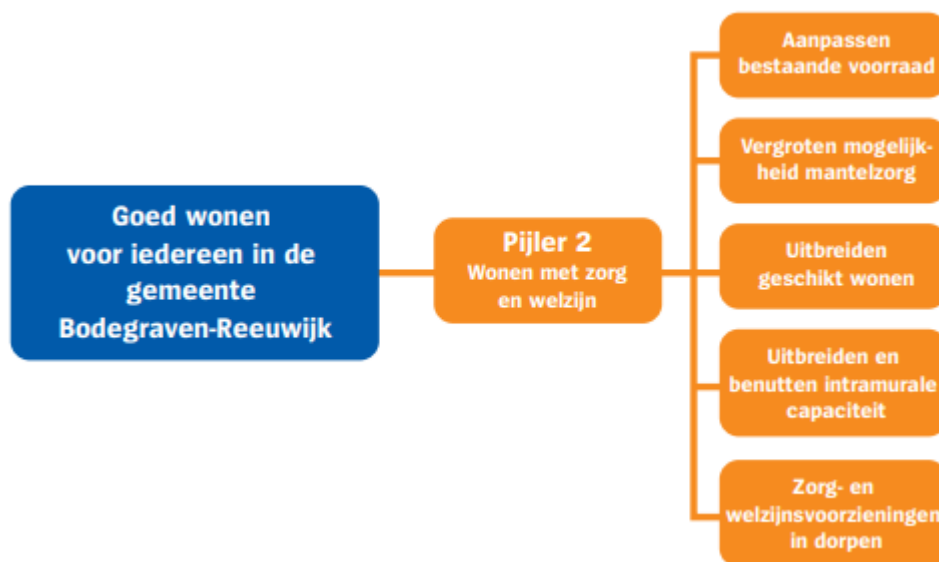 Goed wonen
voor iedereen in de
gemeente
Bodegraven-Reeuwijk
Pijler 2
Wonen met zorg
en welzijn
Aanpassen
bestaande voorraad
Vergroten mogelijk-
heid mantelzorg
Uitbreiden
geschikt wonen
Uitbreiden en
benutten intramurale
capaciteit
Zorg- en
welzijnsvoorzieningen
in dorpen